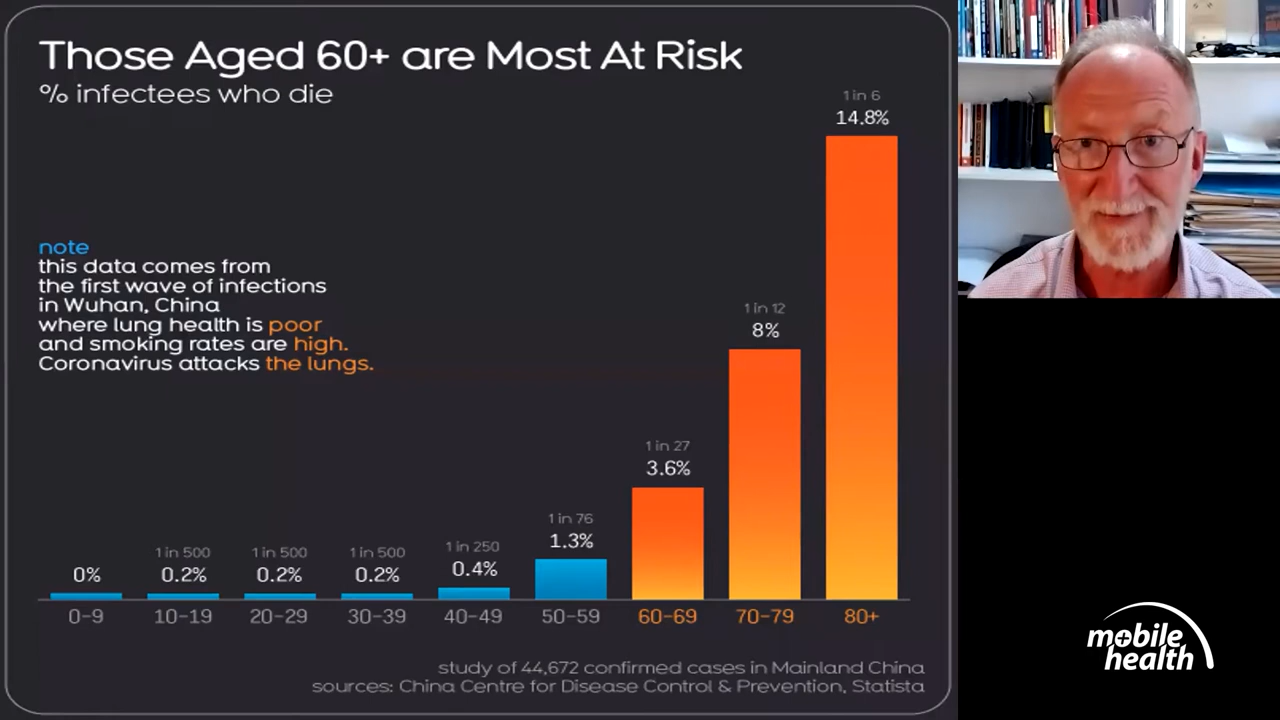 Those Aged 60+ are Most At Risk
% infectees who die
note
this data comes from
the first wave of infections
in Wuhan, China
where lung health is poor
and smoking rates are high.
Coronavirus attacks the lungs.
0%
1 in 500
0.2%
1 in 500
0.2%
1 in 500
0.2%
1 in 250
0.4%
1 in 76
1.3%
1 in 27
3.6%
1 in 12
8%
1 in 6
14.8%
0-9 10-19 20-29 30-39 40-49 50-59 60-69 70-79 80+
study of 44,672 confirmed cases in Mainland China
sources: China Centre for Disease Control & Prevention, Statista
mobile
health